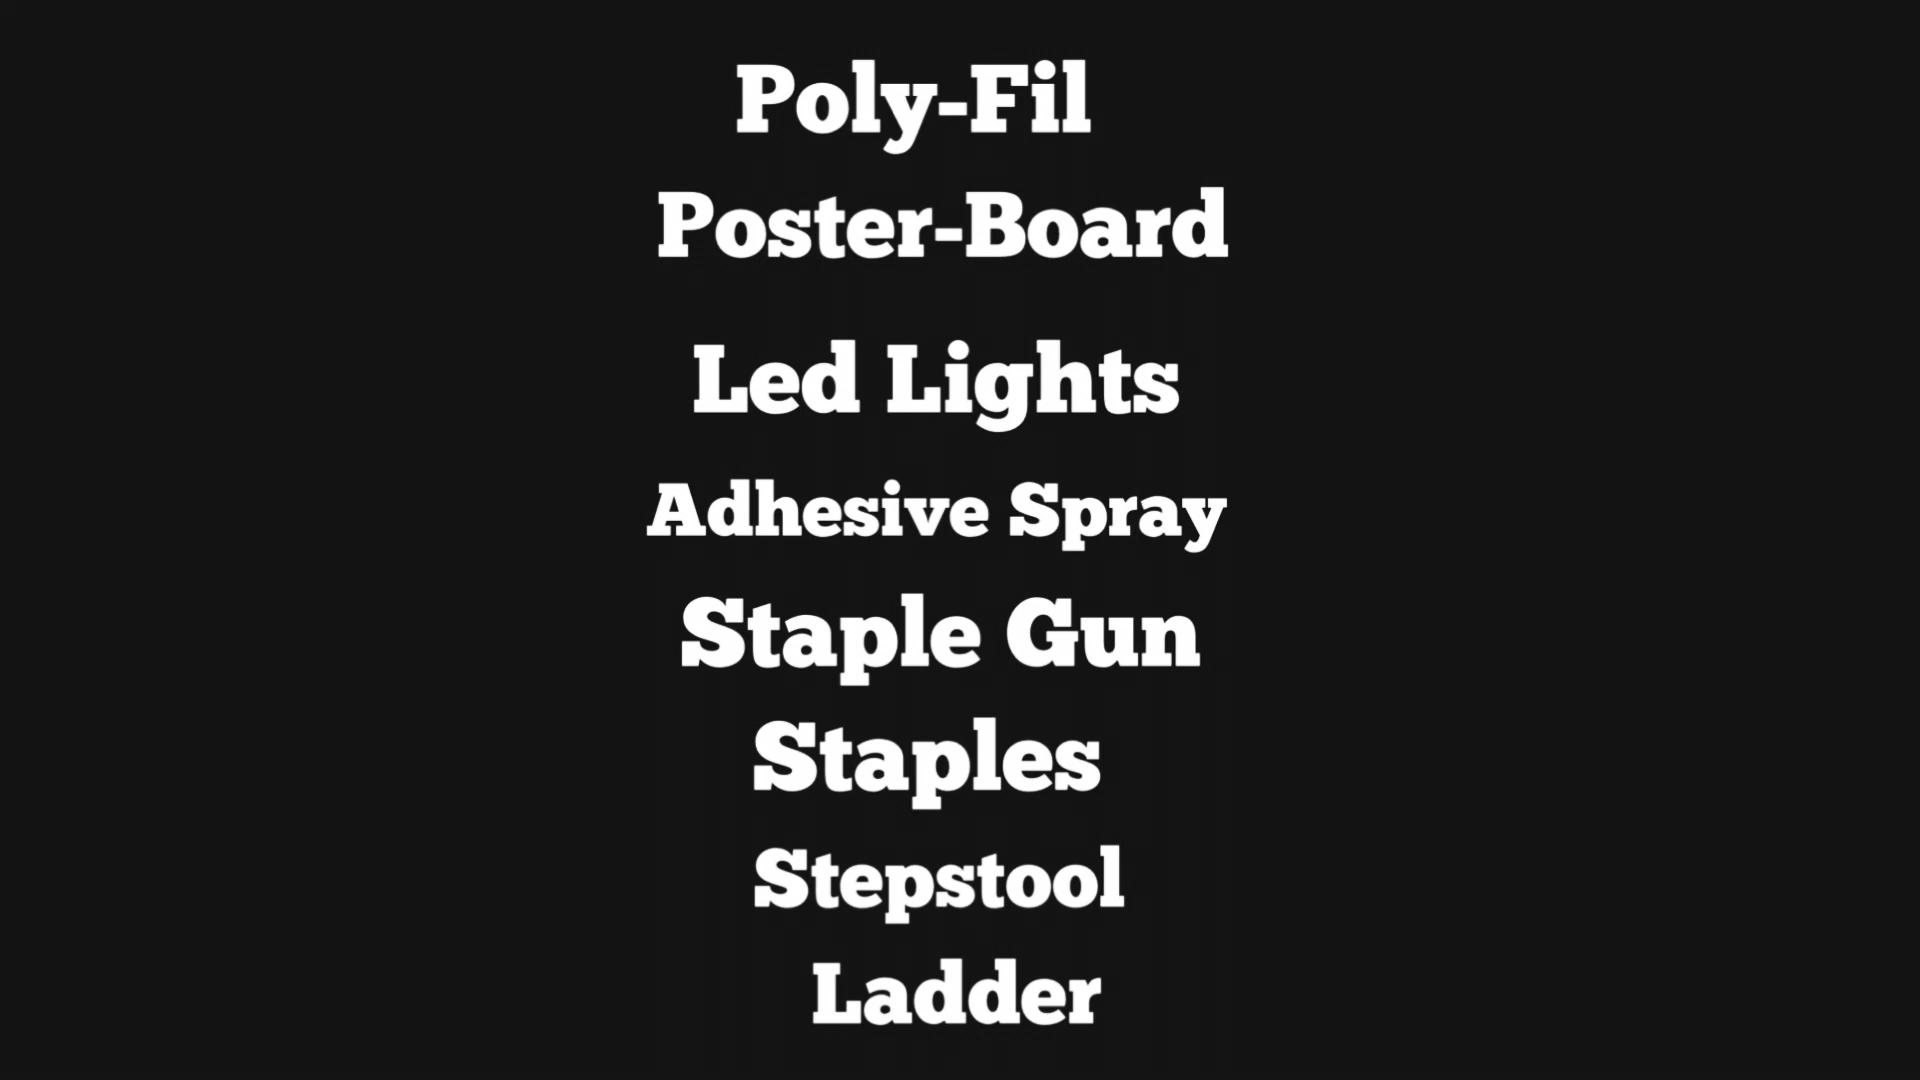 Poly-Fil
Poster-Board
Led Lights
Adhesive Spray
Staple Gun
Staples
Stepstool
Ladder